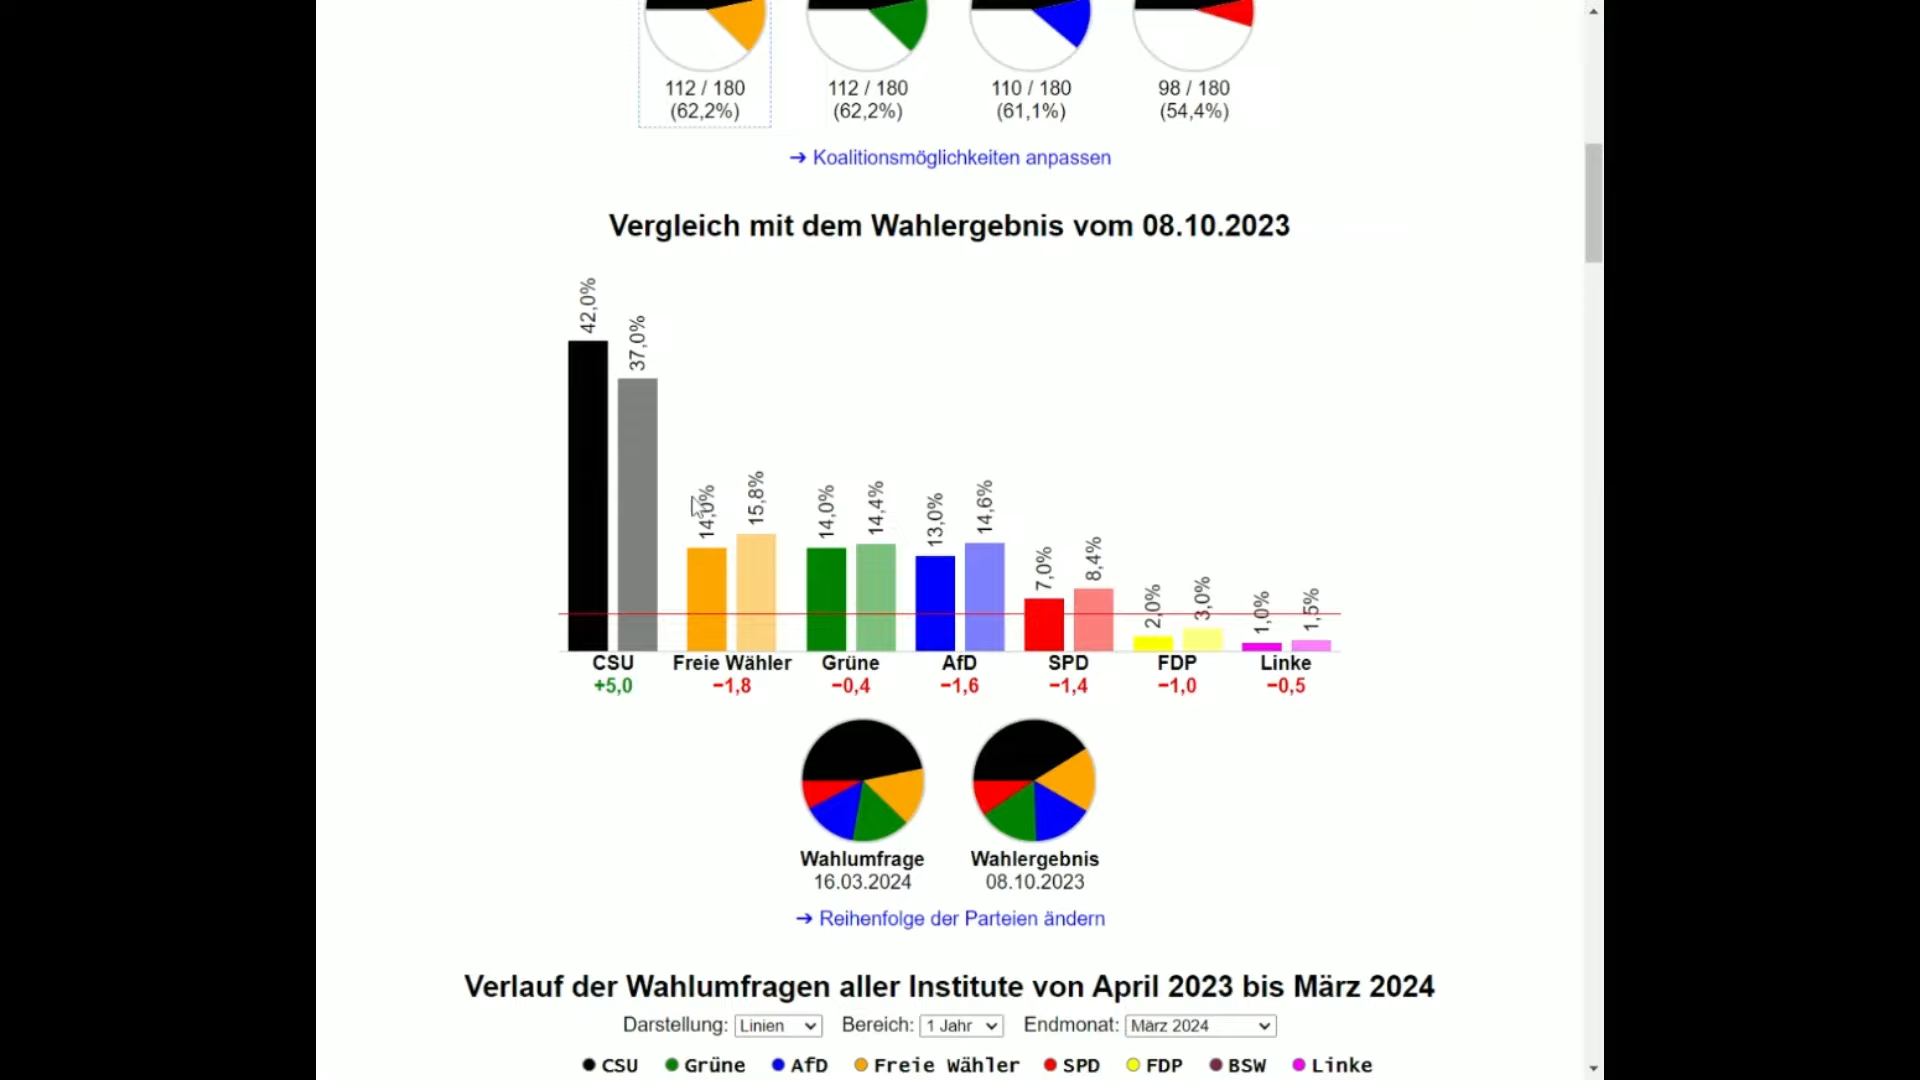 112 / 180 112 / 180 110 / 180 98 / 180
(62,2%) (62,2%) (61,1%) (54,4%)
➔ Koalitionsmöglichkeiten anpassen
Vergleich mit dem Wahlergebnis vom 08.10.2023
42,0% 37,0% 14,0% 15,8% 14,0% 14,4% 13,0% 14,6% 7,0% 8,4% 2,0% 3,0% 1,0% 1,5%
CSU Freie Wähler Grüne AfD SPD FDP Linke
+5,0 −1,8 −0,4 −1,6 −1,4 −1,0 −0,5
Wahlumfrage Wahlergebnis
16.03.2024 08.10.2023
➔ Reihenfolge der Parteien ändern
Verlauf der Wahlumfragen aller Institute von April 2023 bis März 2024
Darstellung: Linien Bereich: 1 Jahr Endmonat: März 2024
CSU Grüne AfD Freie Wähler SPD FDP BSW Linke